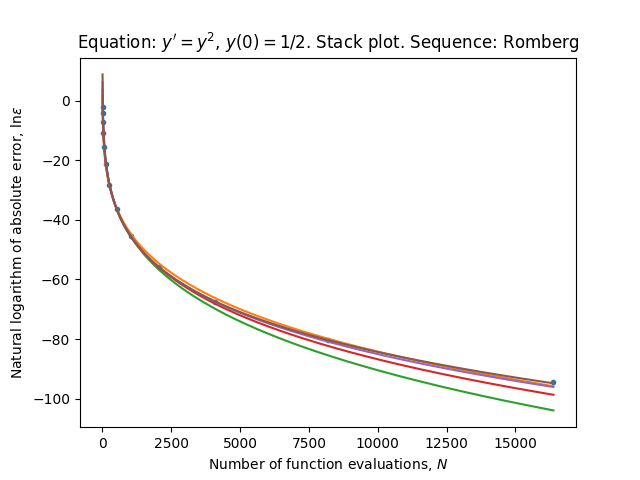 Equation: y′ = y², y(0) = 1/2. Stack plot. Sequence: Romberg
Natural logarithm of absolute error, lnε
0
−20
−40
−60
−80
−100
0 2500 5000 7500 10000 12500 15000
Number of function evaluations, N